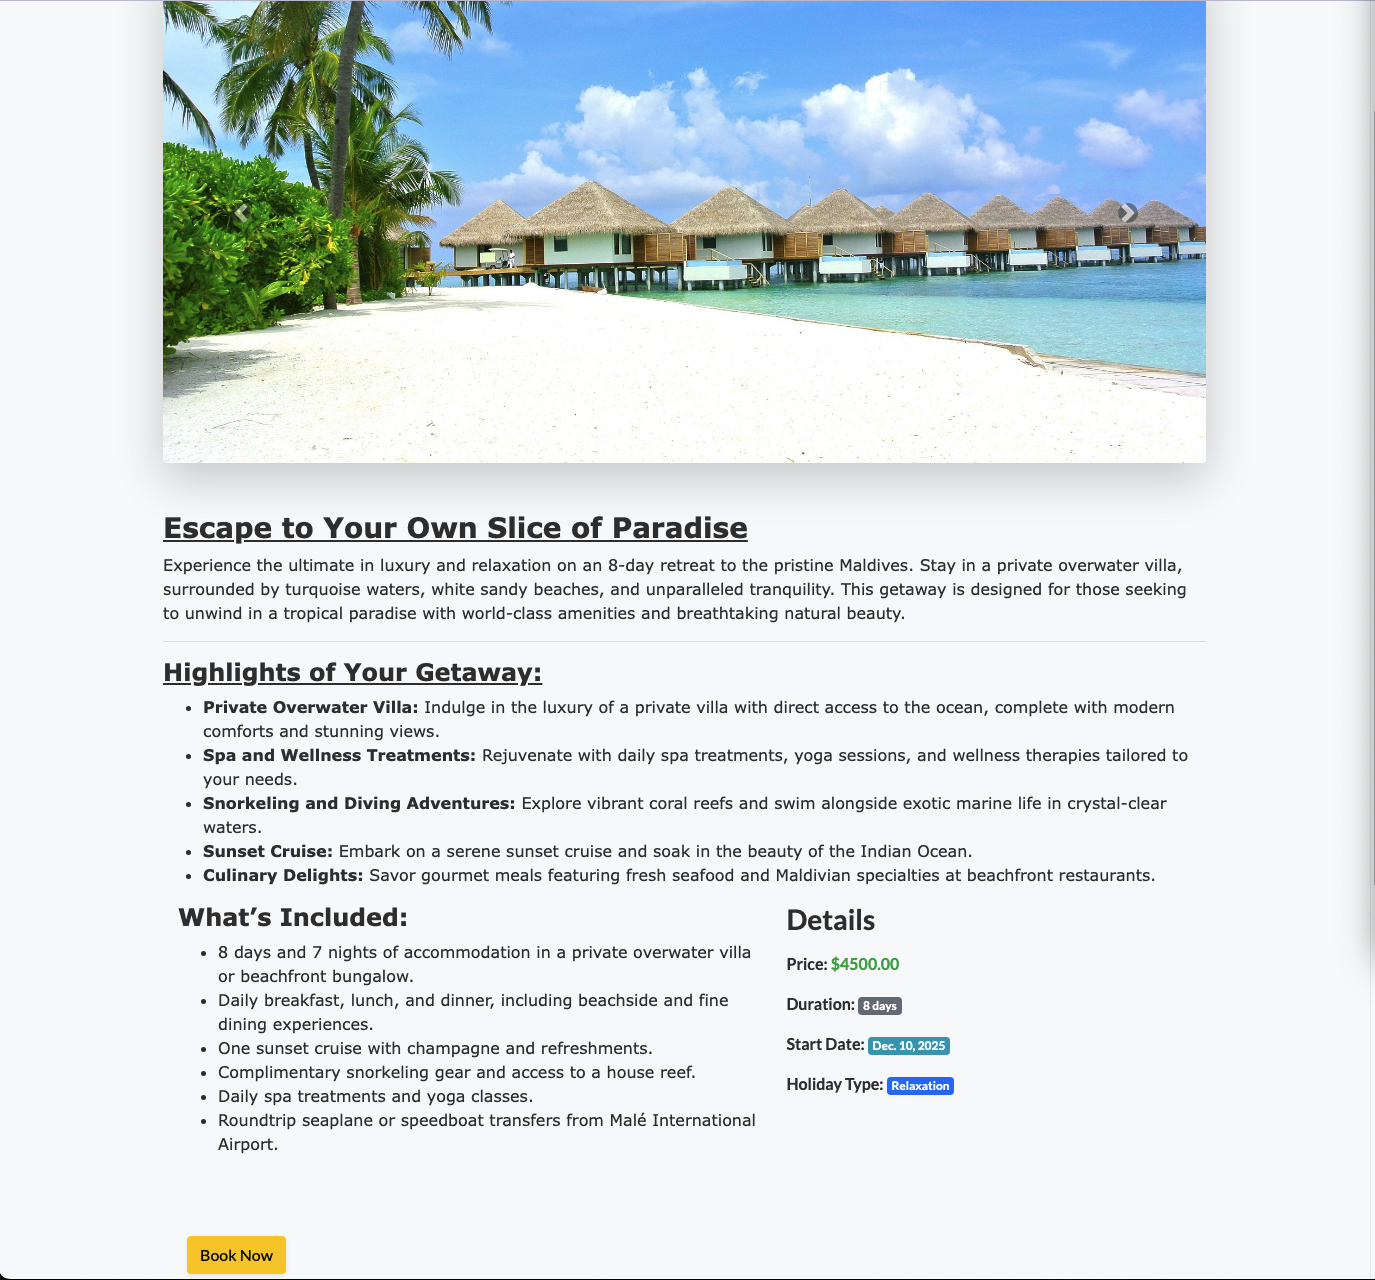 Escape to Your Own Slice of Paradise
Experience the ultimate in luxury and relaxation on an 8-day retreat to the pristine Maldives. Stay in a private overwater villa,
surrounded by turquoise waters, white sandy beaches, and unparalleled tranquility. This getaway is designed for those seeking
to unwind in a tropical paradise with world-class amenities and breathtaking natural beauty.
Highlights of Your Getaway:
• Private Overwater Villa: Indulge in the luxury of a private villa with direct access to the ocean, complete with modern
comforts and stunning views.
• Spa and Wellness Treatments: Rejuvenate with daily spa treatments, yoga sessions, and wellness therapies tailored to
your needs.
• Snorkeling and Diving Adventures: Explore vibrant coral reefs and swim alongside exotic marine life in crystal-clear
waters.
• Sunset Cruise: Embark on a serene sunset cruise and soak in the beauty of the Indian Ocean.
• Culinary Delights: Savor gourmet meals featuring fresh seafood and Maldivian specialties at beachfront restaurants.
What’s Included:
• 8 days and 7 nights of accommodation in a private overwater villa
or beachfront bungalow.
• Daily breakfast, lunch, and dinner, including beachside and fine
dining experiences.
• One sunset cruise with champagne and refreshments.
• Complimentary snorkeling gear and access to a house reef.
• Daily spa treatments and yoga classes.
• Roundtrip seaplane or speedboat transfers from Malé International
Airport.
Details
Price: $4500.00
Duration: 8 days
Start Date: Dec. 10, 2025
Holiday Type: Relaxation
Book Now